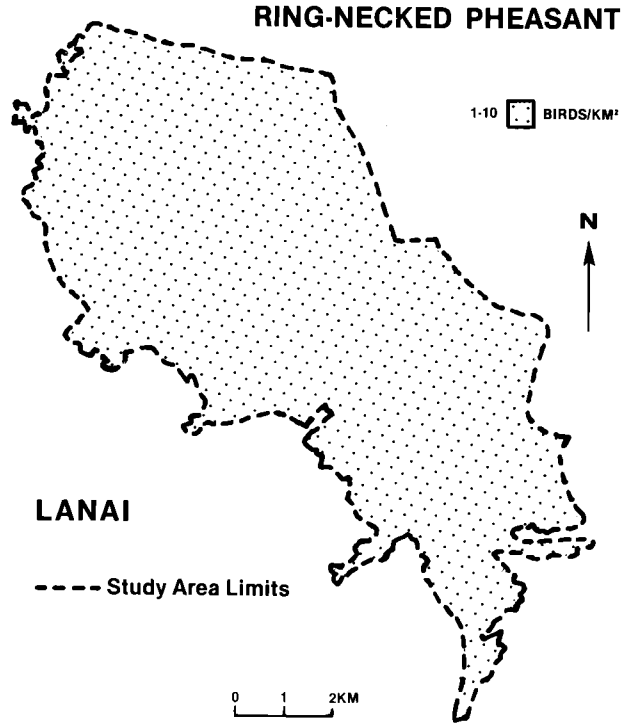 RING-NECKED PHEASANT
1-10 BIRDS/KM²
N
LANAI
Study Area Limits
0 1 2KM